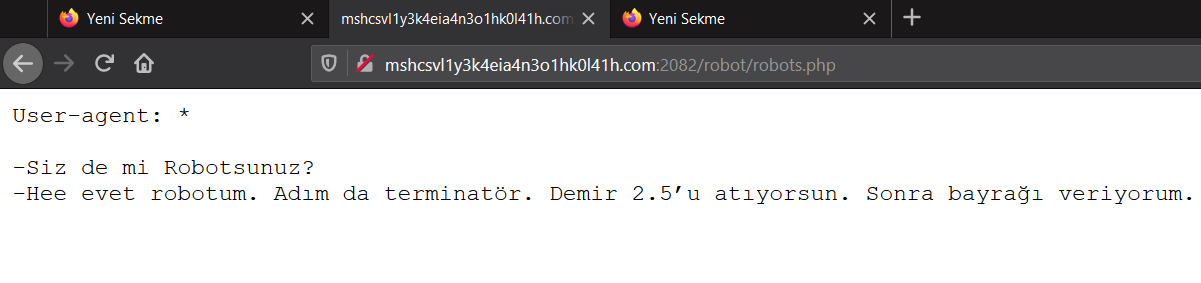 Yeni Sekme
mshcsvl1y3k4eia4n3o1hk0l41h.com
Yeni Sekme
mshcsvl1y3k4eia4n3o1hk0l41h.com:2082/robot/robots.php
User-agent: *
-Siz de mi Robotsunuz?
-Hee evet robotum. Adım da terminatör. Demir 2.5’u atıyorsun. Sonra bayrağı veriyorum.